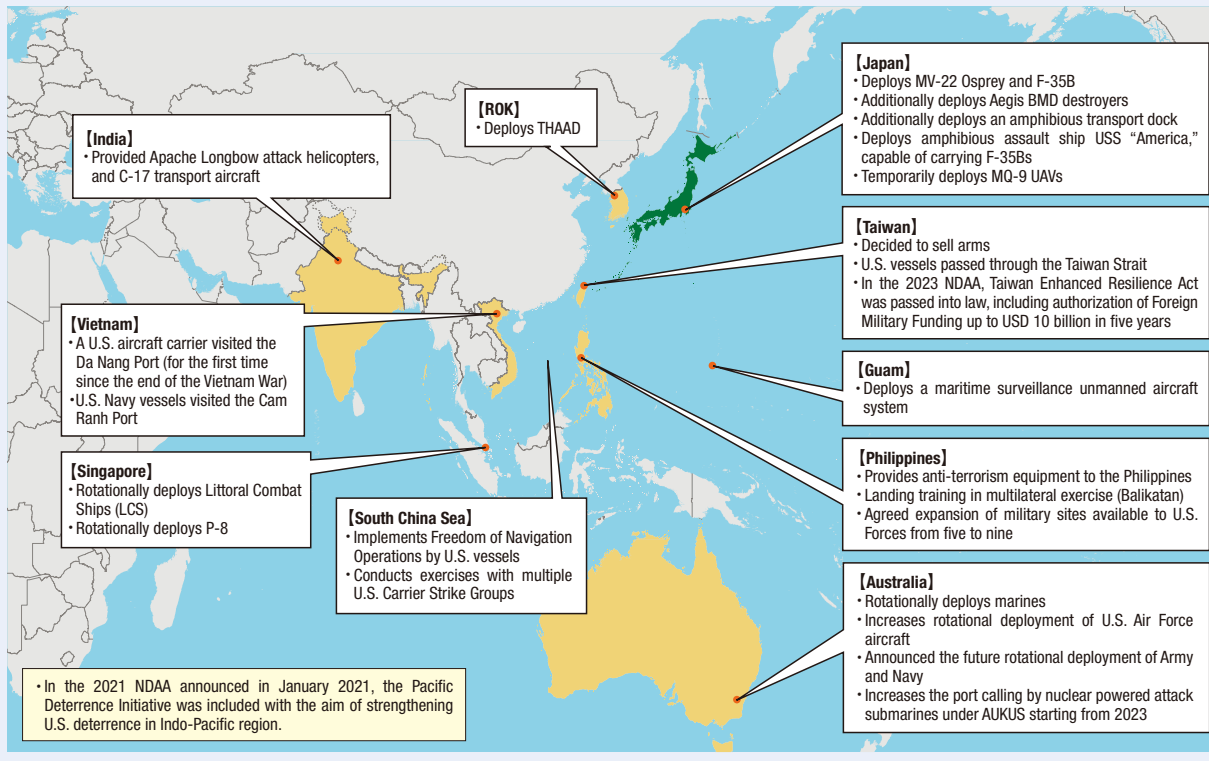 【India】
・Provided Apache Longbow attack helicopters,
and C-17 transport aircraft
【ROK】
・Deploys THAAD
【Japan】
・Deploys MV-22 Osprey and F-35B
・Additionally deploys Aegis BMD destroyers
・Additionally deploys an amphibious transport dock
・Deploys amphibious assault ship USS “America,”
capable of carrying F-35Bs
・Temporarily deploys MQ-9 UAVs
【Taiwan】
・Decided to sell arms
・U.S. vessels passed through the Taiwan Strait
・In the 2023 NDAA, Taiwan Enhanced Resilience Act
was passed into law, including authorization of Foreign
Military Funding up to USD 10 billion in five years
【Vietnam】
・A U.S. aircraft carrier visited the
Da Nang Port (for the first time
since the end of the Vietnam War)
・U.S. Navy vessels visited the Cam
Ranh Port
【Guam】
・Deploys a maritime surveillance unmanned aircraft
system
【Singapore】
・Rotationally deploys Littoral Combat
Ships (LCS)
・Rotationally deploys P-8
【South China Sea】
・Implements Freedom of Navigation
Operations by U.S. vessels
・Conducts exercises with multiple
U.S. Carrier Strike Groups
【Philippines】
・Provides anti-terrorism equipment to the Philippines
・Landing training in multilateral exercise (Balikatan)
・Agreed expansion of military sites available to U.S.
Forces from five to nine
【Australia】
・Rotationally deploys marines
・Increases rotational deployment of U.S. Air Force
aircraft
・Announced the future rotational deployment of Army
and Navy
・Increases the port calling by nuclear powered attack
submarines under AUKUS starting from 2023
・In the 2021 NDAA announced in January 2021, the Pacific
Deterrence Initiative was included with the aim of strengthening
U.S. deterrence in Indo-Pacific region.